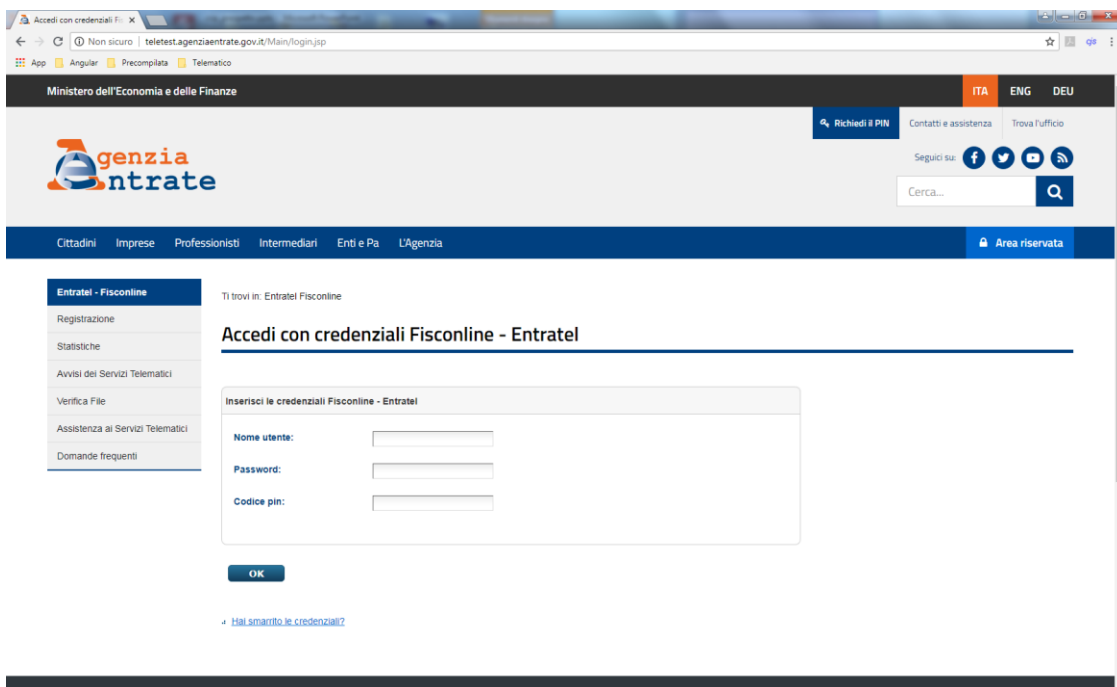 Accedi con credenziali Fi
Non sicuro | teletest.agenziaentrate.gov.it/Main/login.jsp
App Angular Precompilata Telematico
Ministero dell'Economia e delle Finanze
ITA ENG DEU
Richiedi il PIN Contatti e assistenza Trova l'ufficio
Agenzia
Entrate
Seguici su:
Cerca...
Cittadini Imprese Professionisti Intermediari Enti e Pa L'Agenzia Area riservata
Entratel - Fisconline
Registrazione
Statistiche
Avvisi dei Servizi Telematici
Verifica File
Assistenza ai Servizi Telematici
Domande frequenti
Ti trovi in: Entratel Fisconline
Accedi con credenziali Fisconline - Entratel
Inserisci le credenziali Fisconline - Entratel
Nome utente:
Password:
Codice pin:
OK
Hai smarrito le credenziali?